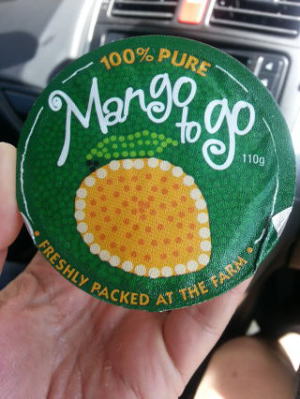 100% PURE
Mango
to go
110g
FRESHLY PACKED AT THE FARM